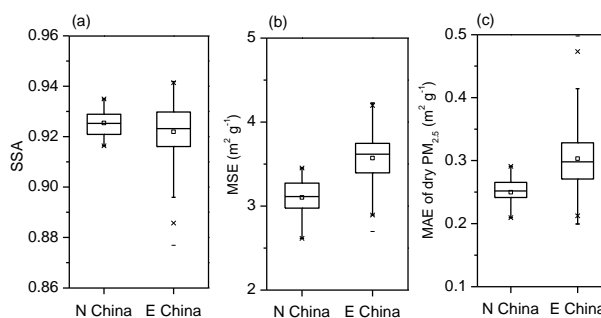 (a)
(b)
(c)
SSA
0.96
0.94
0.92
0.90
0.88
0.86
N China E China
MSE (m² g⁻¹)
5
4
3
2
N China E China
MAE of dry PM₂.₅ (m² g⁻¹)
0.5
0.4
0.3
0.2
0.1
N China E China